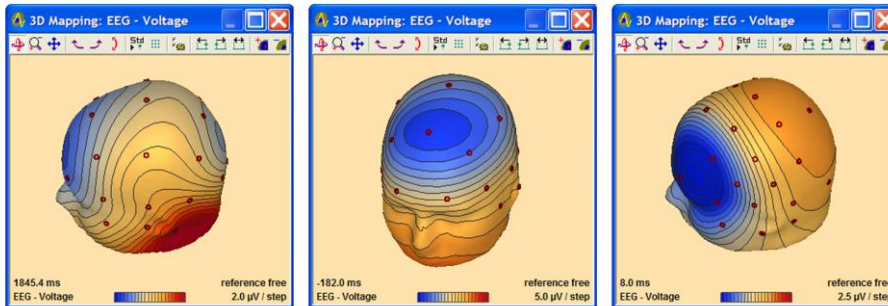 3D Mapping: EEG - Voltage
Std
1845.4 ms
reference free
EEG - Voltage
2.0 µV / step
3D Mapping: EEG - Voltage
Std
-182.0 ms
reference free
EEG - Voltage
5.0 µV / step
3D Mapping: EEG - Voltage
Std
8.0 ms
reference free
EEG - Voltage
2.5 µV / step